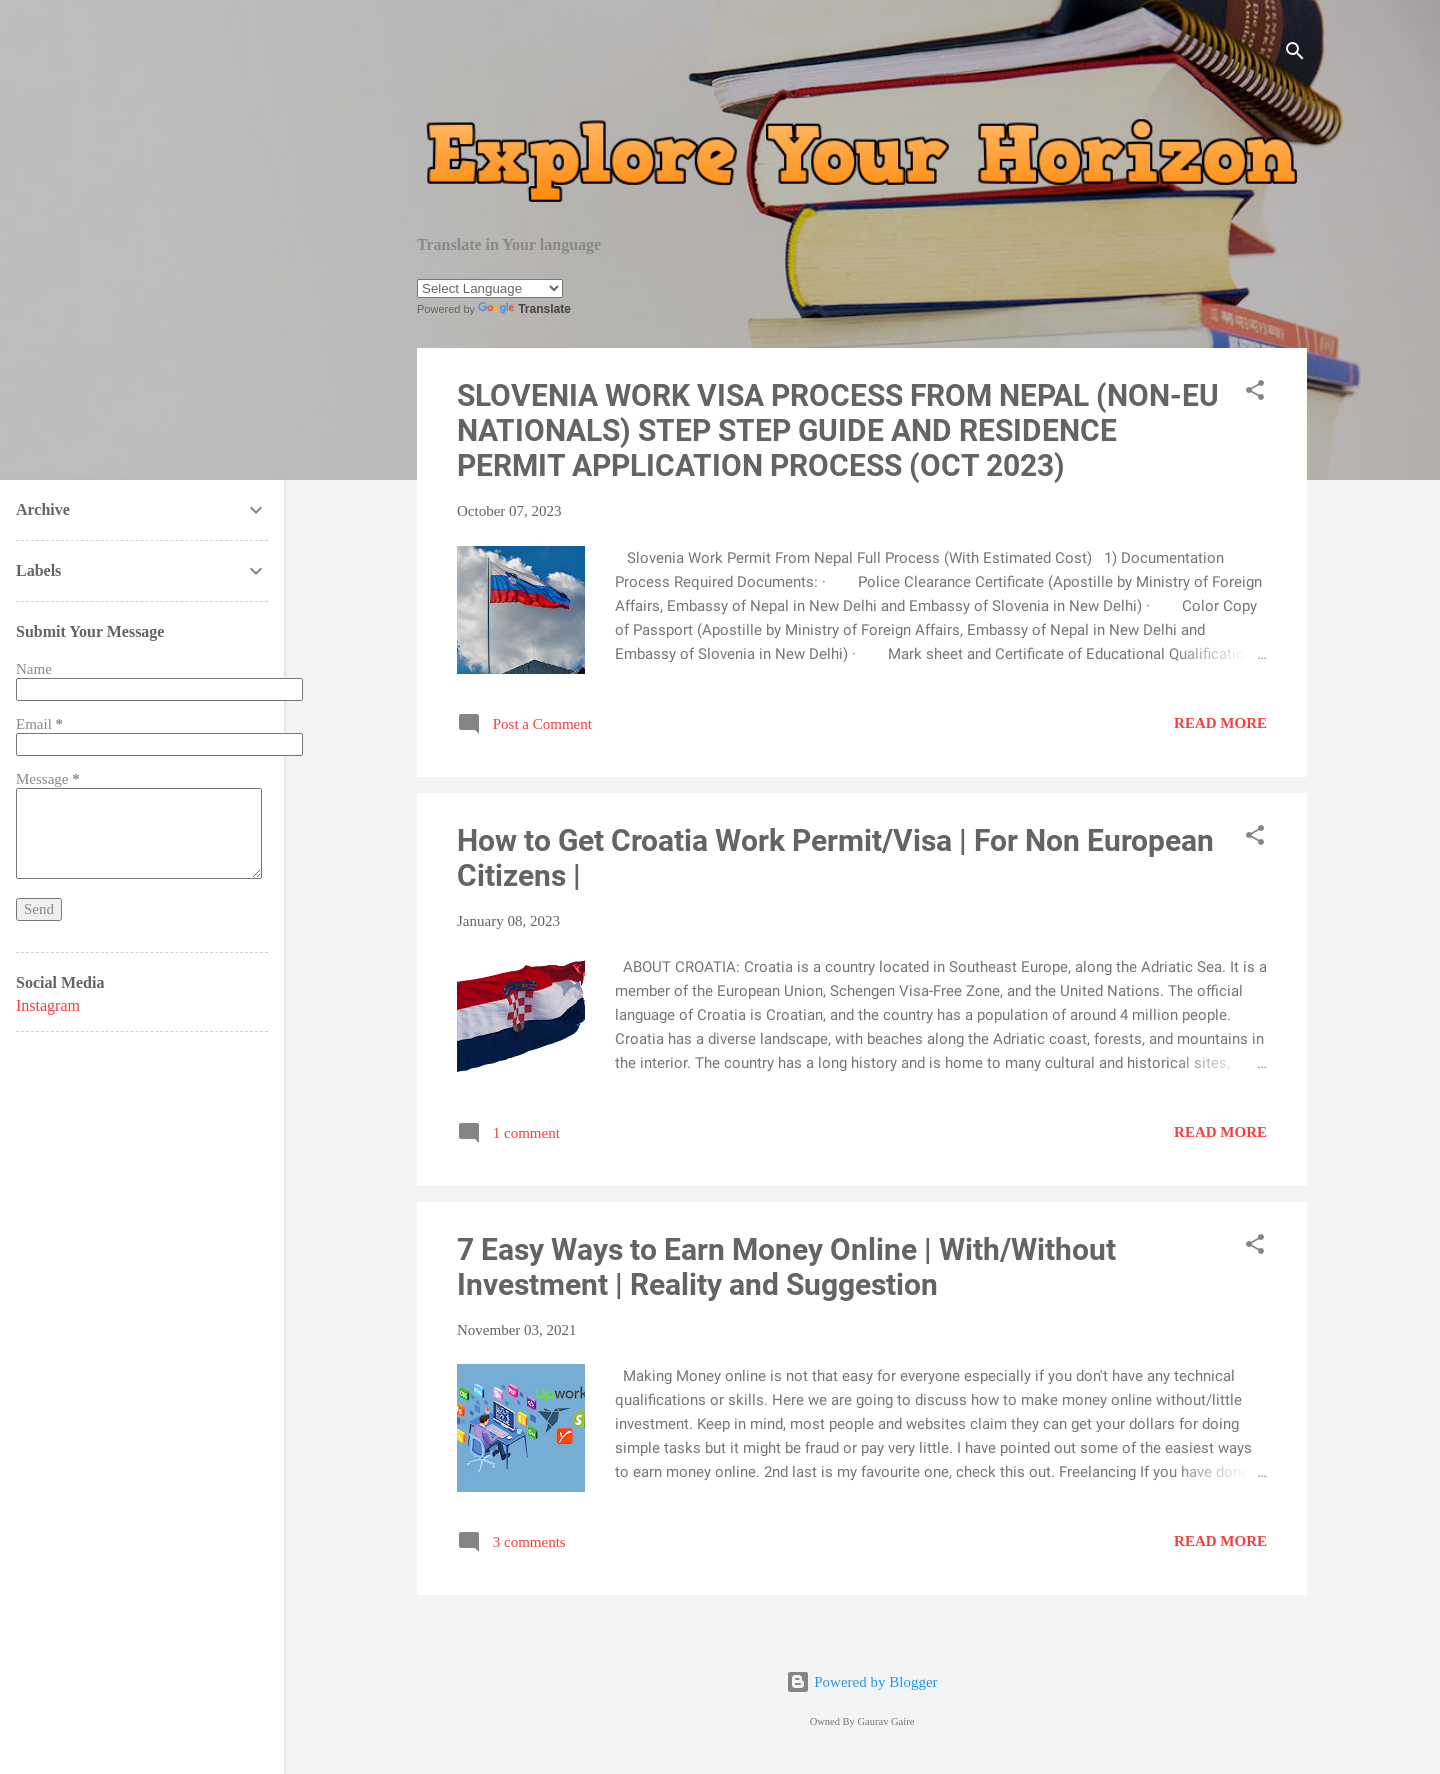 Explore Your Horizon
Translate in Your language
Select Language
Powered by Google Translate
SLOVENIA WORK VISA PROCESS FROM NEPAL (NON-EU
NATIONALS) STEP STEP GUIDE AND RESIDENCE
PERMIT APPLICATION PROCESS (OCT 2023)
October 07, 2023
Slovenia Work Permit From Nepal Full Process (With Estimated Cost)   1) Documentation
Process Required Documents: ·        Police Clearance Certificate (Apostille by Ministry of Foreign
Affairs, Embassy of Nepal in New Delhi and Embassy of Slovenia in New Delhi) ·        Color Copy
of Passport (Apostille by Ministry of Foreign Affairs, Embassy of Nepal in New Delhi and
Embassy of Slovenia in New Delhi) ·        Mark sheet and Certificate of Educational Qualificatio …
Post a Comment
READ MORE
Archive
Labels
Submit Your Message
Name
Email *
Message *
Send
Social Media
Instagram
How to Get Croatia Work Permit/Visa | For Non European
Citizens |
January 08, 2023
ABOUT CROATIA: Croatia is a country located in Southeast Europe, along the Adriatic Sea. It is a
member of the European Union, Schengen Visa-Free Zone, and the United Nations. The official
language of Croatia is Croatian, and the country has a population of around 4 million people.
Croatia has a diverse landscape, with beaches along the Adriatic coast, forests, and mountains in
the interior. The country has a long history and is home to many cultural and historical sites, …
1 comment
READ MORE
7 Easy Ways to Earn Money Online | With/Without
Investment | Reality and Suggestion
November 03, 2021
Making Money online is not that easy for everyone especially if you don't have any technical
qualifications or skills. Here we are going to discuss how to make money online without/little
investment. Keep in mind, most people and websites claim they can get your dollars for doing
simple tasks but it might be fraud or pay very little. I have pointed out some of the easiest ways
to earn money online. 2nd last is my favourite one, check this out. Freelancing If you have done …
upwork
3 comments
READ MORE
Powered by Blogger
Owned By Gaurav Gaire